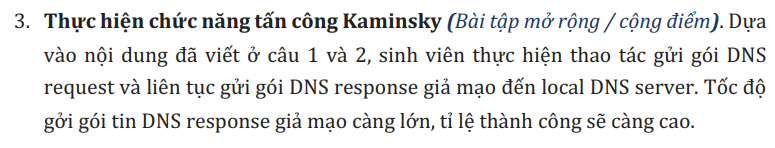 3. Thực hiện chức năng tấn công Kaminsky (Bài tập mở rộng / cộng điểm). Dựa
vào nội dung đã viết ở câu 1 và 2, sinh viên thực hiện thao tác gửi gói DNS
request và liên tục gửi gói DNS response giả mạo đến local DNS server. Tốc độ
gởi gói tin DNS response giả mạo càng lớn, tỉ lệ thành công sẽ càng cao.